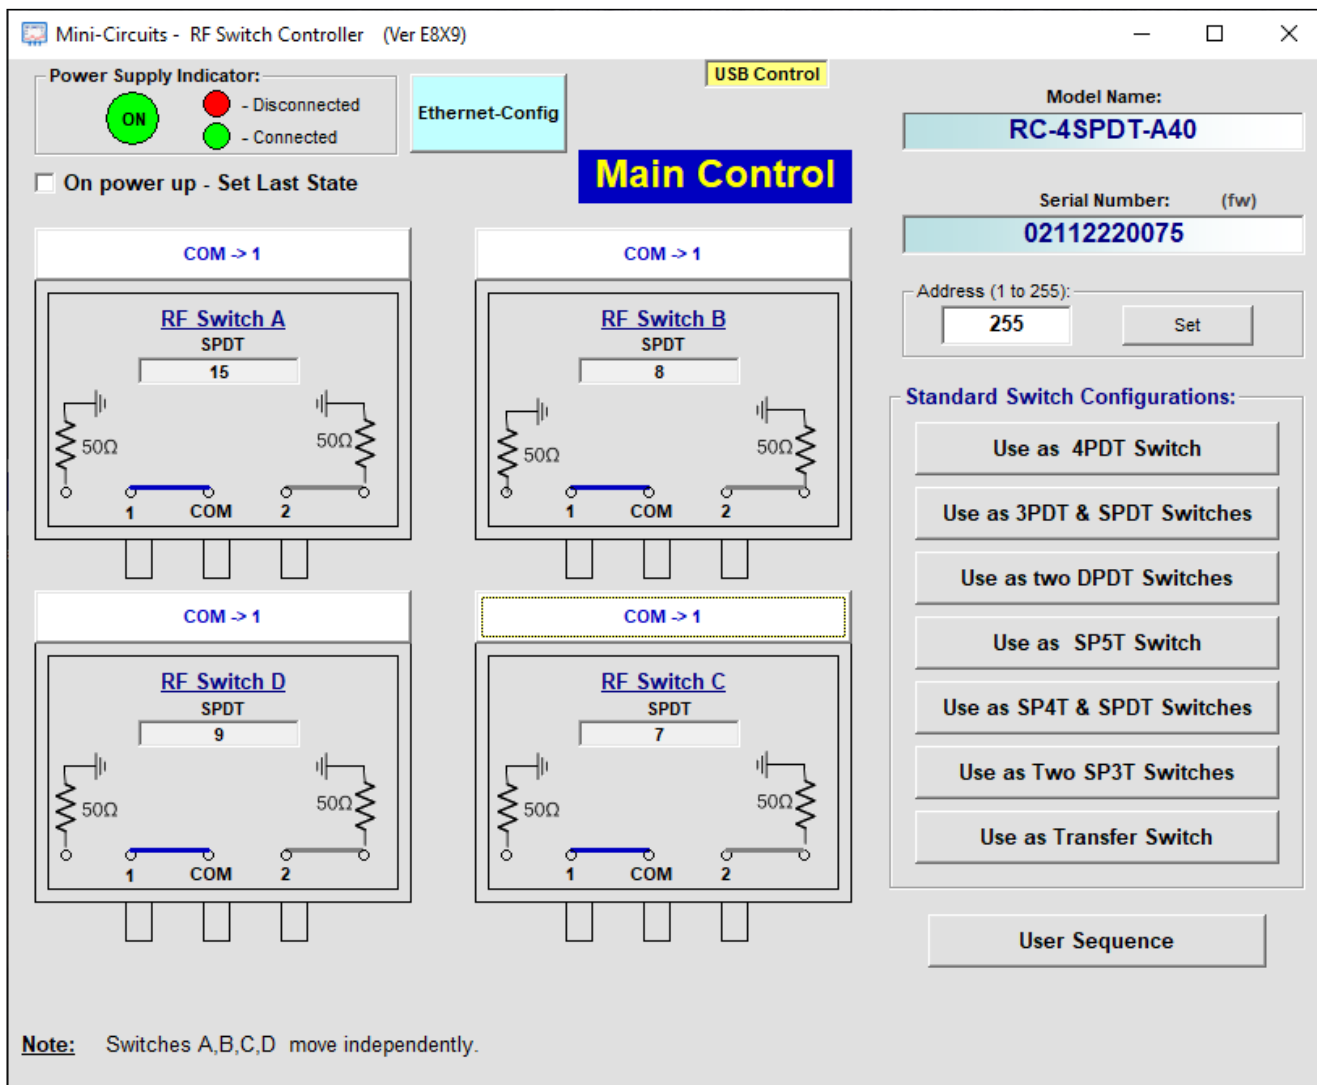 Mini-Circuits - RF Switch Controller (Ver E8X9)
Power Supply Indicator:
ON
- Disconnected
- Connected
Ethernet-Config
USB Control
On power up - Set Last State
Main Control
Model Name:
RC-4SPDT-A40
Serial Number: (fw)
02112220075
Address (1 to 255):
255 Set
COM -> 1
RF Switch A
SPDT
15
50Ω 50Ω
1 COM 2
COM -> 1
RF Switch B
SPDT
8
50Ω 50Ω
1 COM 2
COM -> 1
RF Switch D
SPDT
9
50Ω 50Ω
1 COM 2
COM -> 1
RF Switch C
SPDT
7
50Ω 50Ω
1 COM 2
Standard Switch Configurations:
Use as 4PDT Switch
Use as 3PDT & SPDT Switches
Use as two DPDT Switches
Use as SP5T Switch
Use as SP4T & SPDT Switches
Use as Two SP3T Switches
Use as Transfer Switch
User Sequence
Note: Switches A,B,C,D move independently.